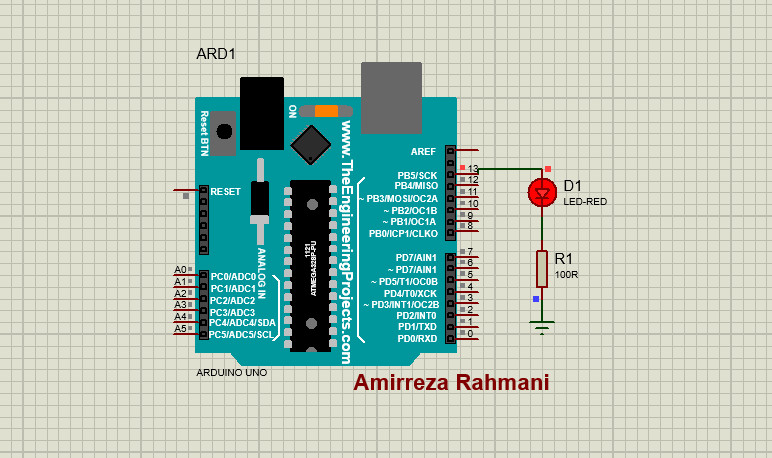 ARD1
ON
Reset BTN
www.TheEngineeringProjects.com
AREF
RESET
PB5/SCK 13
PB4/MISO 12
~ PB3/MOSI/OC2A 11
~ PB2/OC1B 10
~ PB1/OC1A 9
PB0/ICP1/CLKO 8
D1
LED-RED
1121
ATMEGA328P-PU
ANALOG IN
PD7/AIN1 7
~ PD7/AIN1 6
~ PD5/T1/OC0B 5
PD4/T0/XCK 4
~ PD3/INT1/OC2B 3
PD2/INT0 2
PD1/TXD 1
PD0/RXD 0
R1
100R
A0 PC0/ADC0
A1 PC1/ADC1
A2 PC2/ADC2
A3 PC3/ADC3
A4 PC4/ADC4/SDA
A5 PC5/ADC5/SCL
ARDUINO UNO
Amirreza Rahmani